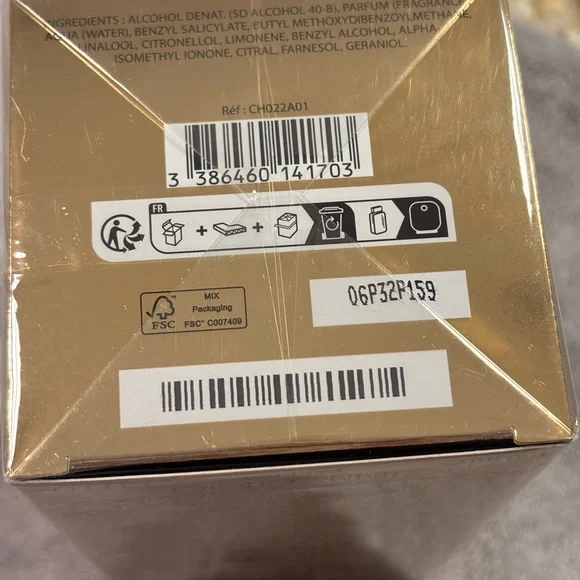 INGREDIENTS : ALCOHOL DENAT. (SD ALCOHOL 40-B), PARFUM (FRAGRANCE
AQUA (WATER), BENZYL SALICYLATE, BUTYL METHOXYDIBENZOYLMETHANE,
LINALOOL, CITRONELLOL, LIMONENE, BENZYL ALCOHOL, ALPHA-
ISOMETHYL IONONE, CITRAL, FARNESOL, GERANIOL.
Réf : CH022A01
3 386460 141703
FR
+ +
FSC
MIX
Packaging
FSC® C007409
06P32P159